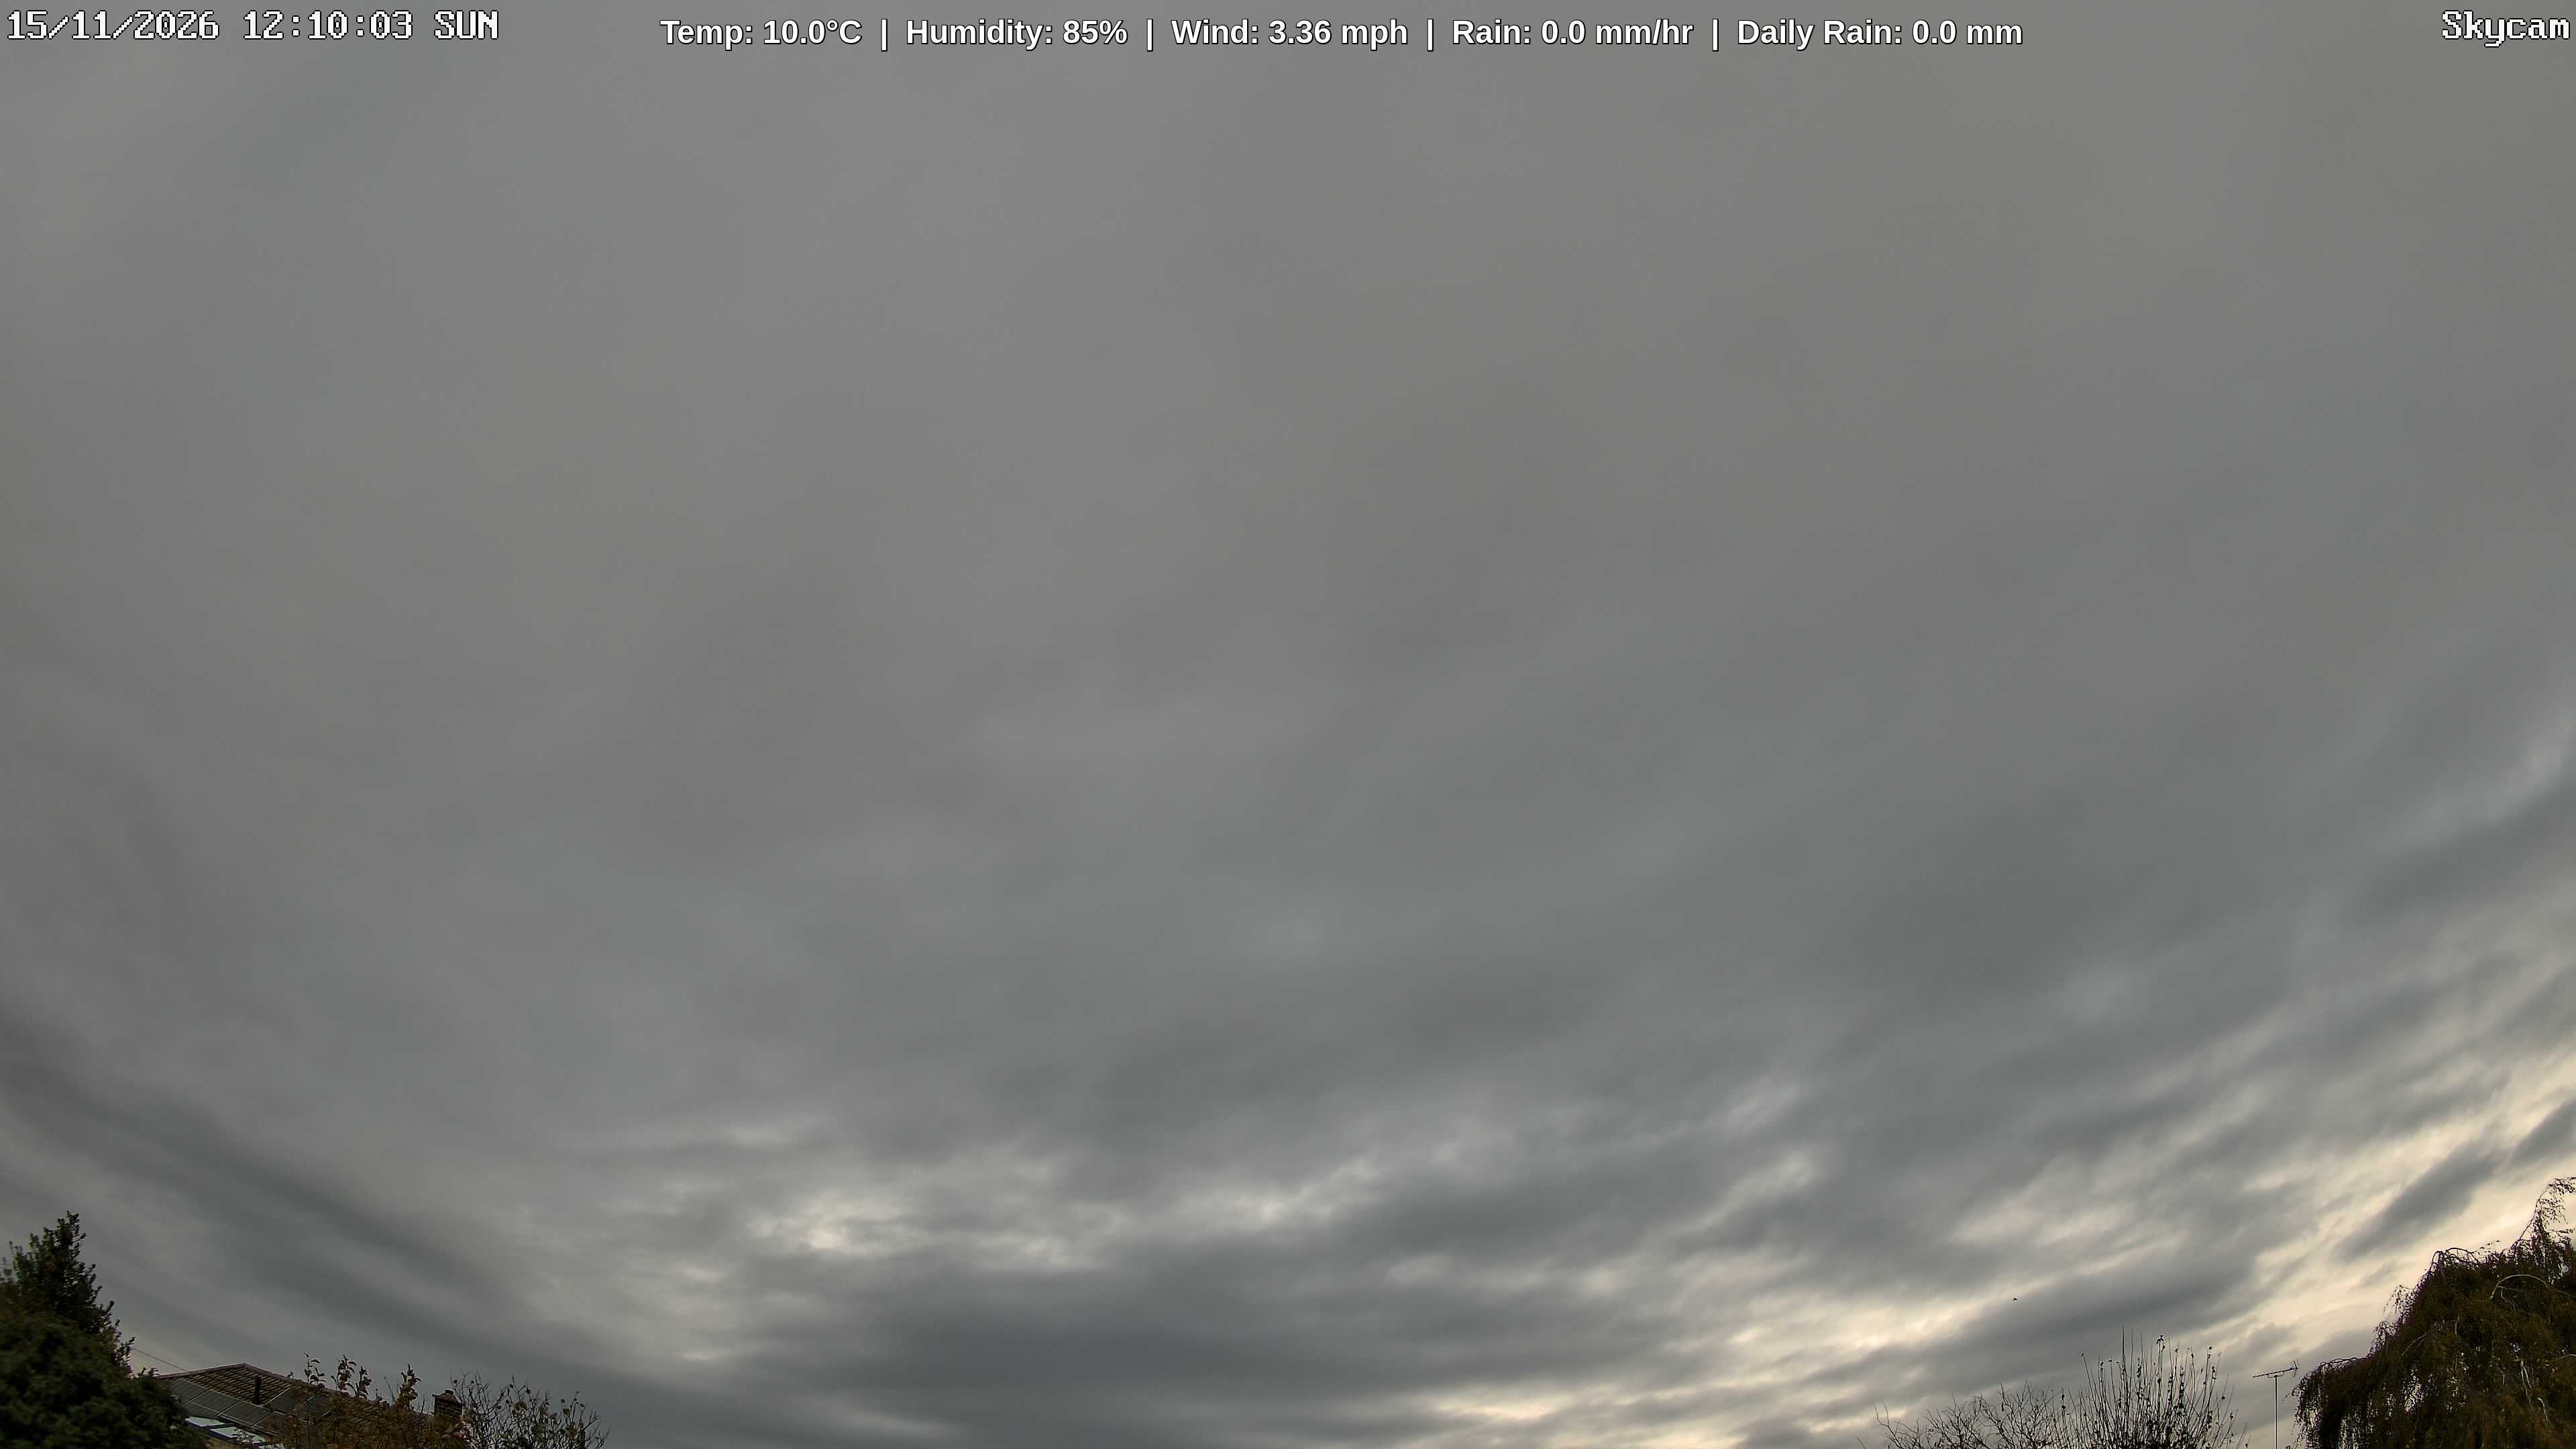 15/11/2026 12:10:03 SUN
Temp: 10.0°C | Humidity: 85% | Wind: 3.36 mph | Rain: 0.0 mm/hr | Daily Rain: 0.0 mm
Skycam